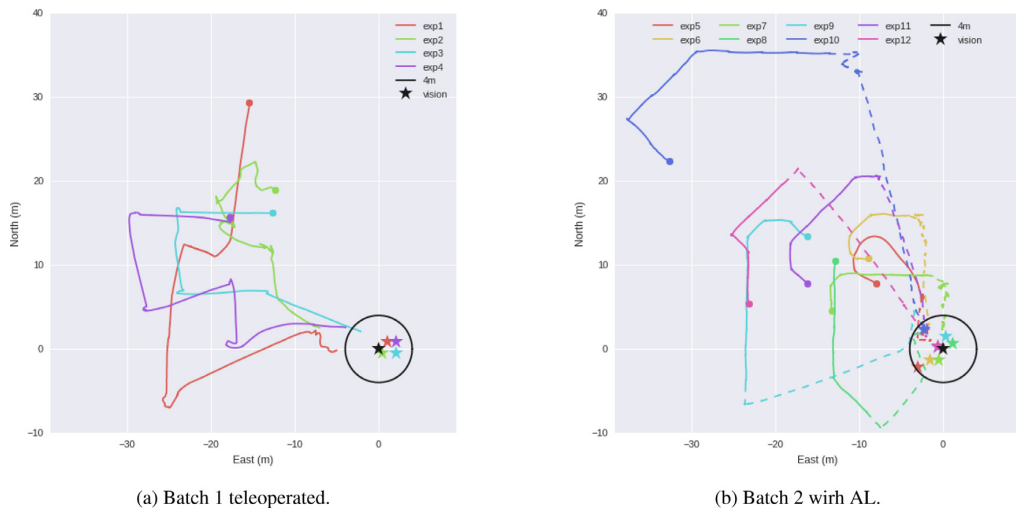 40
30
20
10
0
−10
North (m)
−30
−20
−10
0
East (m)
exp1
exp2
exp3
exp4
4m
vision
(a) Batch 1 teleoperated.
40
30
20
10
0
−10
North (m)
−30
−20
−10
0
East (m)
exp5 exp7 exp9 exp11 4m
exp6 exp8 exp10 exp12 vision
(b) Batch 2 wirh AL.